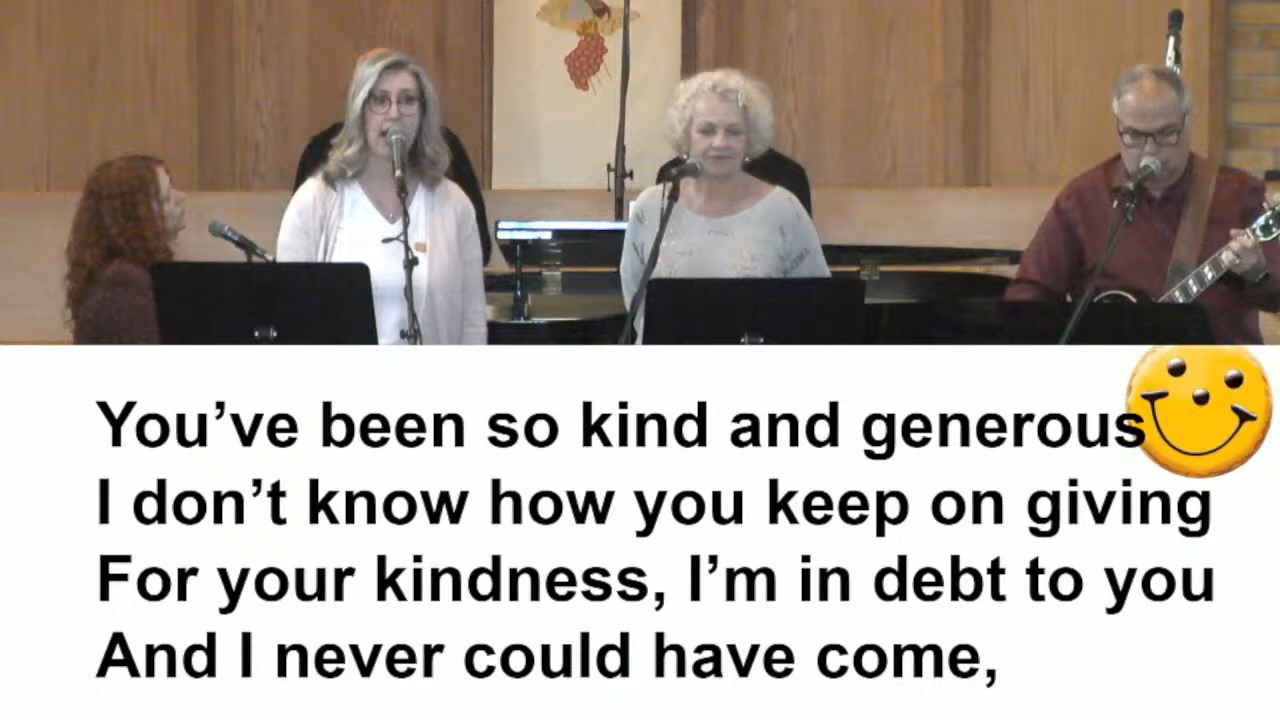 You’ve been so kind and generous
I don’t know how you keep on giving
For your kindness, I’m in debt to you
And I never could have come,